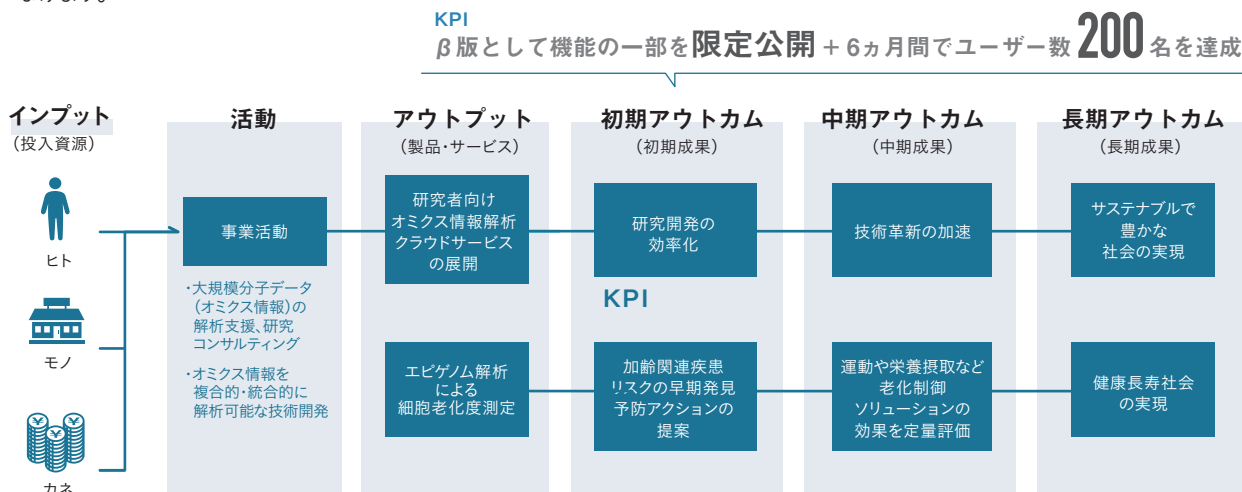 KPI
β版として機能の一部を限定公開+6ヵ月間でユーザー数200名を達成
インプット
(投入資源)
ヒト
モノ
カネ
活動
事業活動
・大規模分子データ
(オミクス情報)の
解析支援、研究
コンサルティング
・オミクス情報を
複合的・統合的に
解析可能な技術開発
アウトプット
(製品・サービス)
研究者向け
オミクス情報解析
クラウドサービス
の展開
エピゲノム解析
による
細胞老化度測定
初期アウトカム
(初期成果)
研究開発の
効率化
KPI
加齢関連疾患
リスクの早期発見
予防アクションの
提案
中期アウトカム
(中期成果)
技術革新の加速
運動や栄養摂取など
老化制御
ソリューションの
効果を定量評価
長期アウトカム
(長期成果)
サステナブルで
豊かな
社会の実現
健康長寿社会
の実現